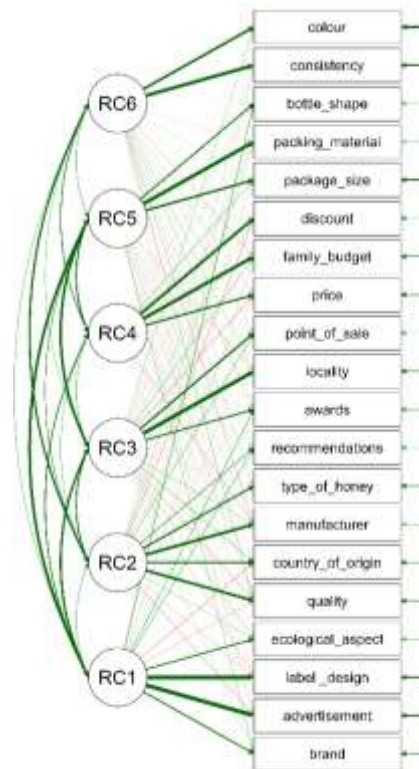 colour
consistency
RC6
bottle_shape
packing_material
package_size
RC5
discount
family_budget
price
RC4
point_of_sale
locality
awards
RC3
recommendations
type_of_honey
manufacturer
country_of_origin
RC2
quality
ecological_aspect
label _design
RC1
advertisement
brand